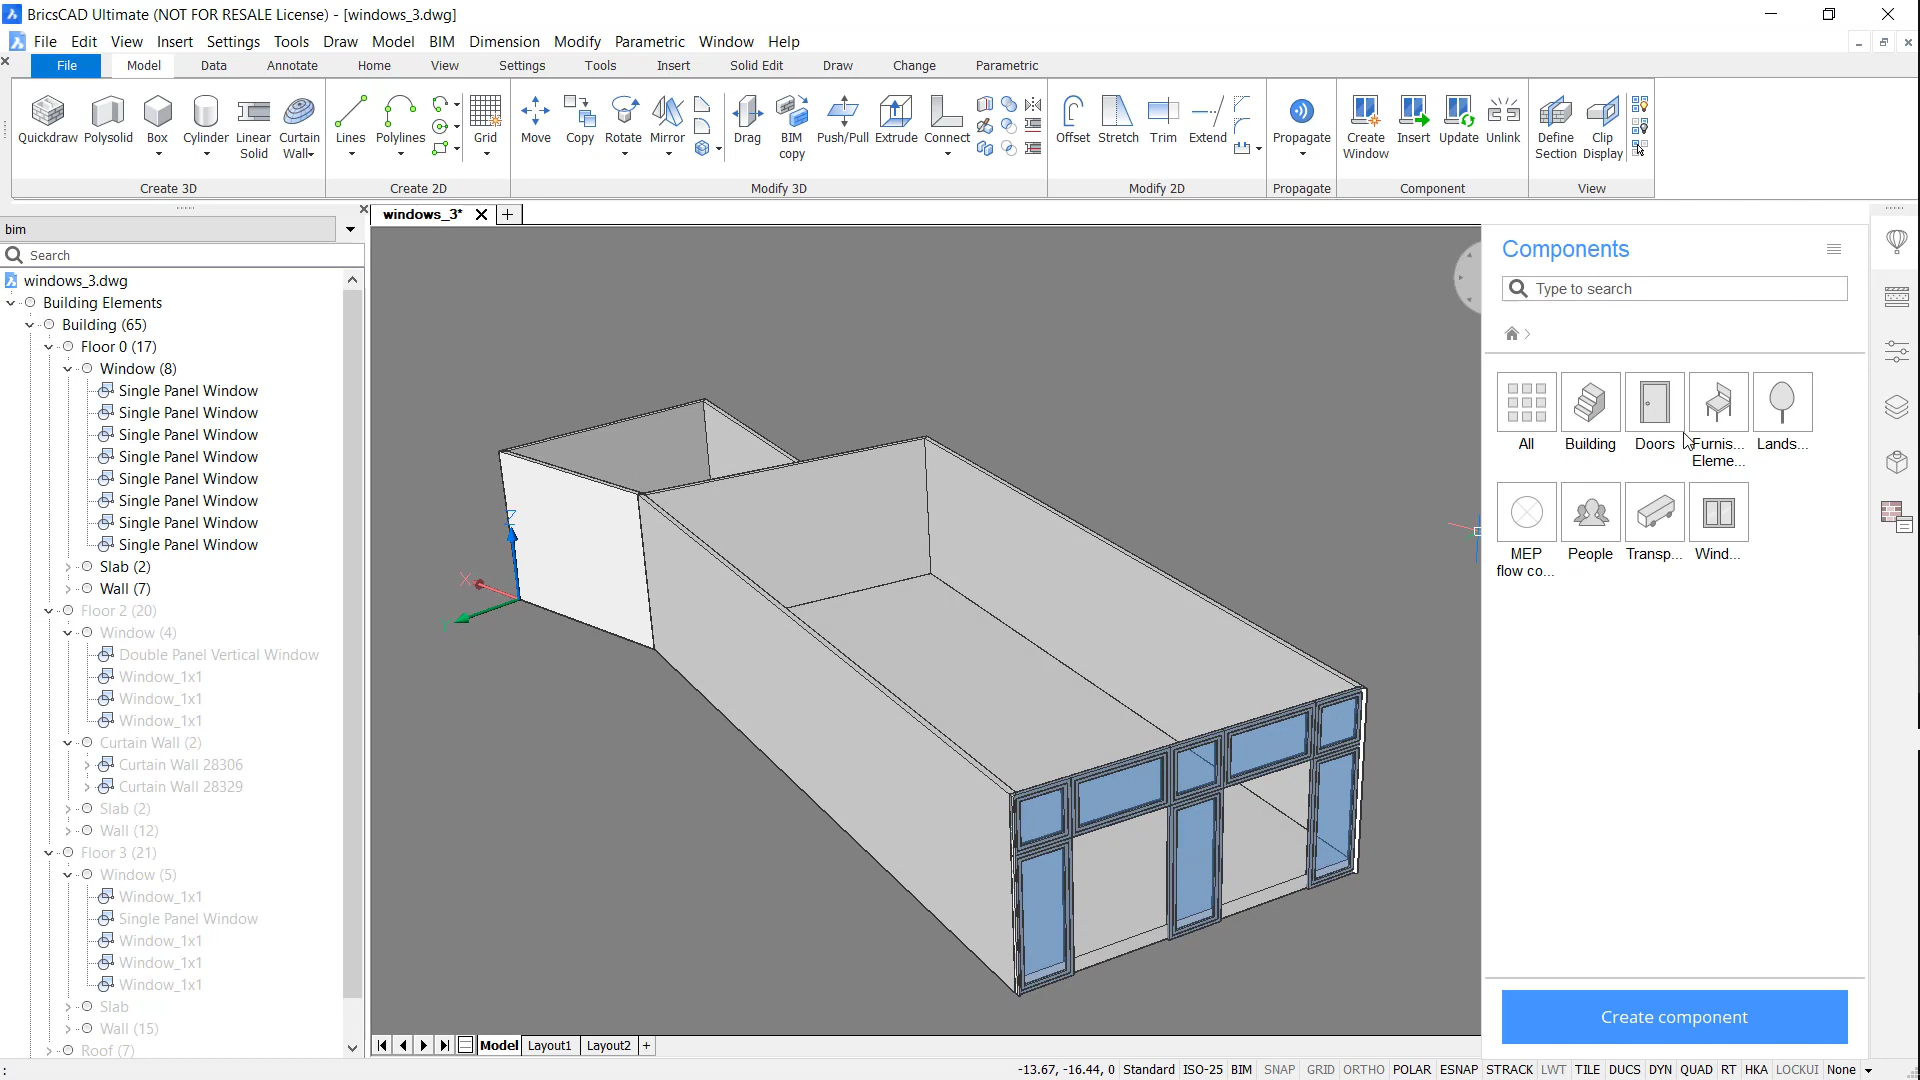 BricsCAD Ultimate (NOT FOR RESALE License) - [windows_3.dwg]
File Edit View Insert Settings Tools Draw Model BIM Dimension Modify Parametric Window Help
File Model Data Annotate Home View Settings Tools Insert Solid Edit Draw Change Parametric
Quickdraw Polysolid Box Cylinder Linear Solid Curtain Wall Lines Polylines Grid Move Copy Rotate Mirror Drag BIM copy Push/Pull Extrude Connect Offset Stretch Trim Extend Propagate Create Window Insert Update Unlink Define Section Clip Display
Create 3D Create 2D Modify 3D Modify 2D Propagate Component View
windows_3*
bim
Search
windows_3.dwg
Building Elements
Building (65)
Floor 0 (17)
Window (8)
Single Panel Window
Single Panel Window
Single Panel Window
Single Panel Window
Single Panel Window
Single Panel Window
Single Panel Window
Single Panel Window
Slab (2)
Wall (7)
Floor 2 (20)
Window (4)
Double Panel Vertical Window
Window_1x1
Window_1x1
Window_1x1
Curtain Wall (2)
Curtain Wall 28306
Curtain Wall 28329
Slab (2)
Wall (12)
Floor 3 (21)
Window (5)
Window_1x1
Single Panel Window
Window_1x1
Window_1x1
Window_1x1
Slab
Wall (15)
Roof (7)
Z
X
Y
Components
Type to search
All Building Doors Furnis... Eleme... Lands...
MEP flow co... People Transp... Wind...
Create component
Model Layout1 Layout2 +
: -13.67, -16.44, 0 Standard ISO-25 BIM SNAP GRID ORTHO POLAR ESNAP STRACK LWT TILE DUCS DYN QUAD RT HKA LOCKUI None